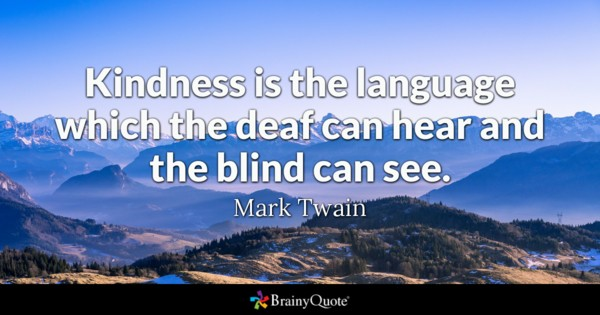 Kindness is the language
which the deaf can hear and
the blind can see.
Mark Twain
BrainyQuote®